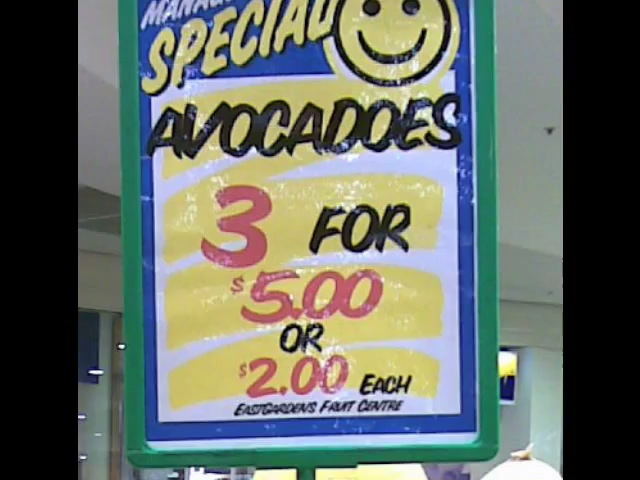 SPECIAL
AVOCADOES
3 FOR
$5.00
OR
$2.00 EACH
EASTGARDENS FRUIT CENTRE